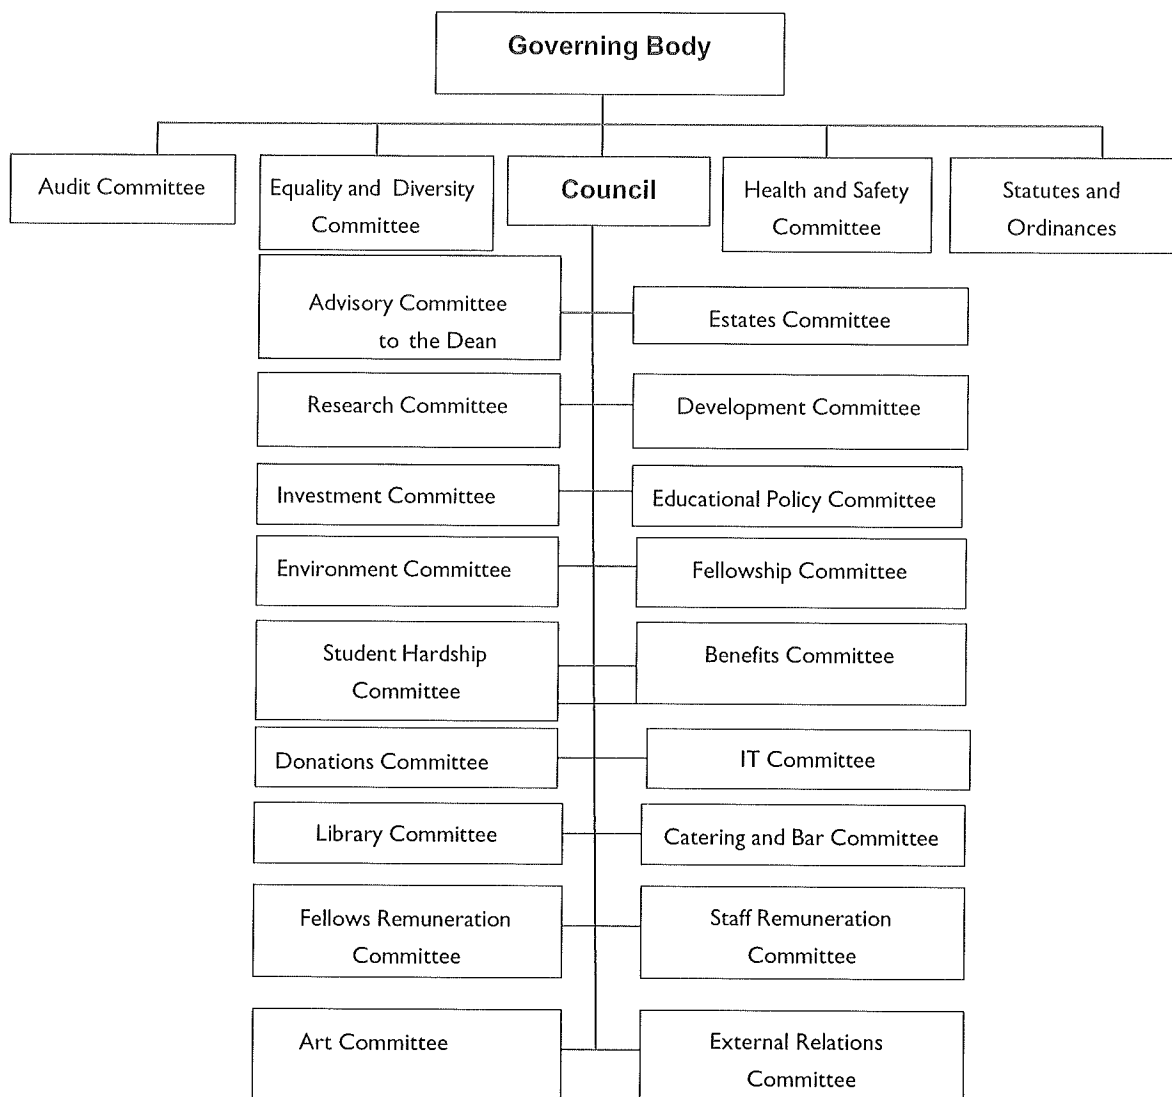 Governing Body
Audit Committee
Equality and Diversity
Committee
Council
Health and Safety
Committee
Statutes and
Ordinances
Advisory Committee
to the Dean
Estates Committee
Research Committee
Development Committee
Investment Committee
Educational Policy Committee
Environment Committee
Fellowship Committee
Student Hardship
Committee
Benefits Committee
Donations Committee
IT Committee
Library Committee
Catering and Bar Committee
Fellows Remuneration
Committee
Staff Remuneration
Committee
Art Committee
External Relations
Committee